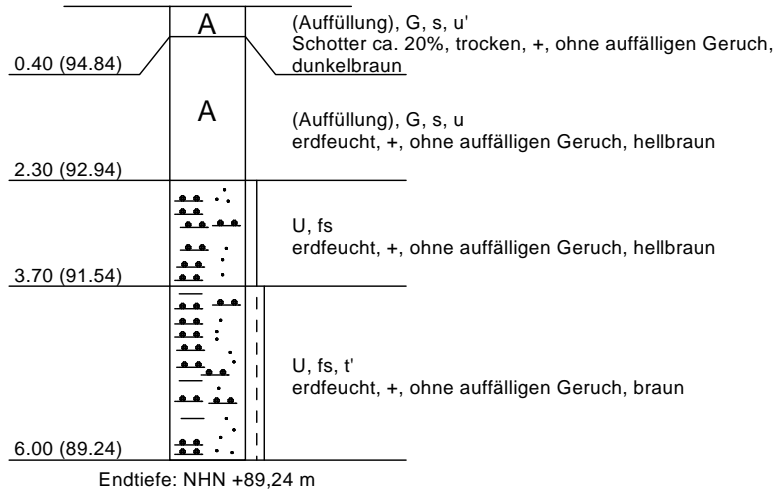 A
(Auffüllung), G, s, u'
Schotter ca. 20%, trocken, +, ohne auffälligen Geruch,
dunkelbraun
0.40 (94.84)
A
(Auffüllung), G, s, u
erdfeucht, +, ohne auffälligen Geruch, hellbraun
2.30 (92.94)
U, fs
erdfeucht, +, ohne auffälligen Geruch, hellbraun
3.70 (91.54)
U, fs, t'
erdfeucht, +, ohne auffälligen Geruch, braun
6.00 (89.24)
Endtiefe: NHN +89,24 m